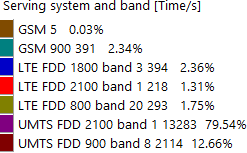 Serving system and band [Time/s]
GSM 5 0.03%
GSM 900 391 2.34%
LTE FDD 1800 band 3 394 2.36%
LTE FDD 2100 band 1 218 1.31%
LTE FDD 800 band 20 293 1.75%
UMTS FDD 2100 band 1 13283 79.54%
UMTS FDD 900 band 8 2114 12.66%